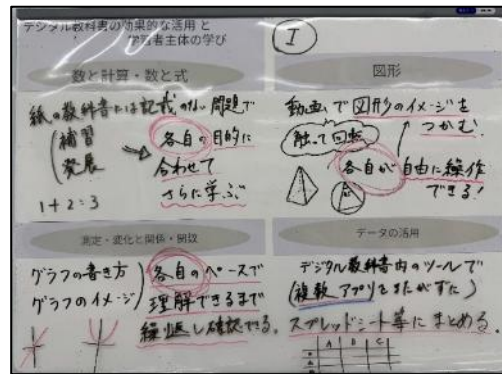 デジタル教科書の効果的な活用と
学習者主体の学び
I
数と計算・数と式
紙の教科書には記載のない問題で
補習
発展
各自の目的に
合わせて
さらに学ぶ
1+2=3
図形
動画で図形のイメージを
つかむ
触って回転
各自が自由に操作
できる!
測定・変化と関係・関数
グラフの書き方
グラフのイメージ
各自のペースで
理解できるまで
繰り返し確認できる。
データの活用
デジタル教科書内のツールで
(複数アプリをまたがずに)
スプレッドシート等にまとめる。
A B C